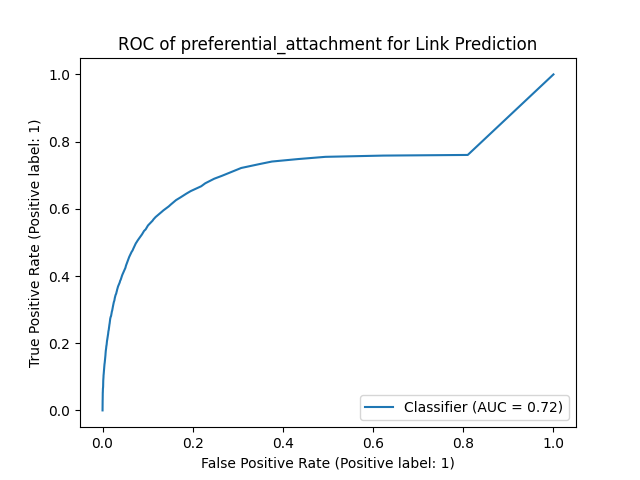 ROC of preferential_attachment for Link Prediction
True Positive Rate (Positive label: 1)
1.0
0.8
0.6
0.4
0.2
0.0
Classifier (AUC = 0.72)
0.0 0.2 0.4 0.6 0.8 1.0
False Positive Rate (Positive label: 1)